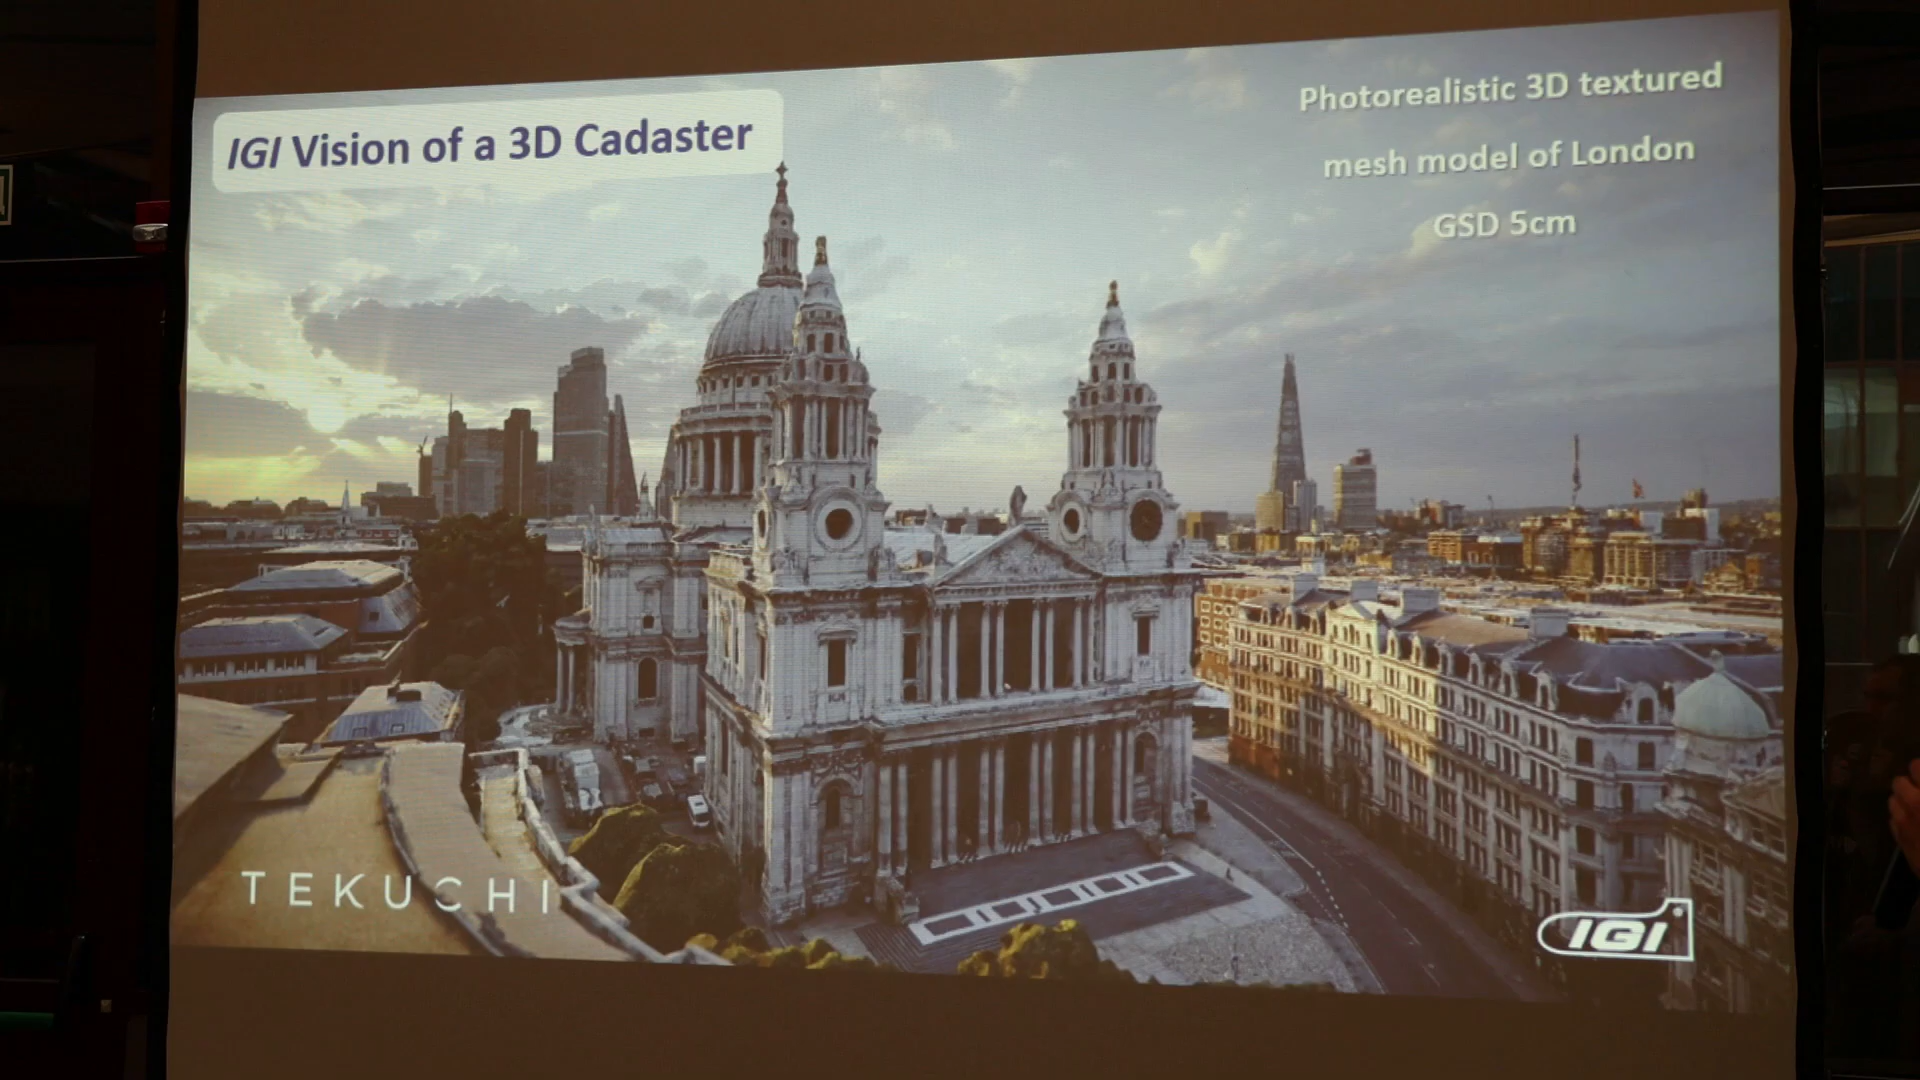 IGI Vision of a 3D Cadaster
Photorealistic 3D textured
mesh model of London
GSD 5cm
TEKUCHI
IGI